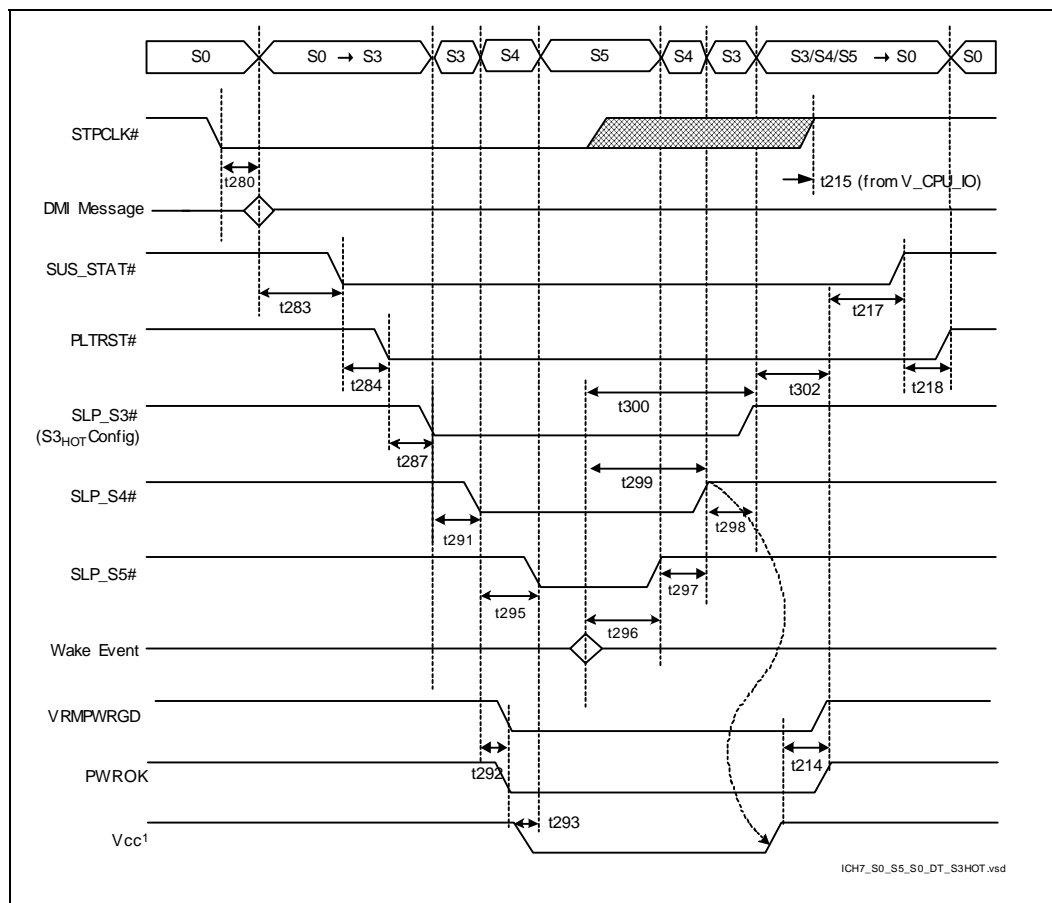 S0
S0 → S3
S3
S4
S5
S4
S3
S3/S4/S5 → S0
S0
STPCLK#
t280
t215 (from V_CPU_IO)
DMI Message
SUS_STAT#
t283
t217
PLTRST#
t284
t302
t218
t300
SLP_S3#
(S3HOT Config)
t287
t299
SLP_S4#
t291
t298
SLP_S5#
t295
t297
t296
Wake Event
VRMPWRGD
t292
t214
PWROK
t293
Vcc1
ICH7_S0_S5_S0_DT_S3HOT.vsd